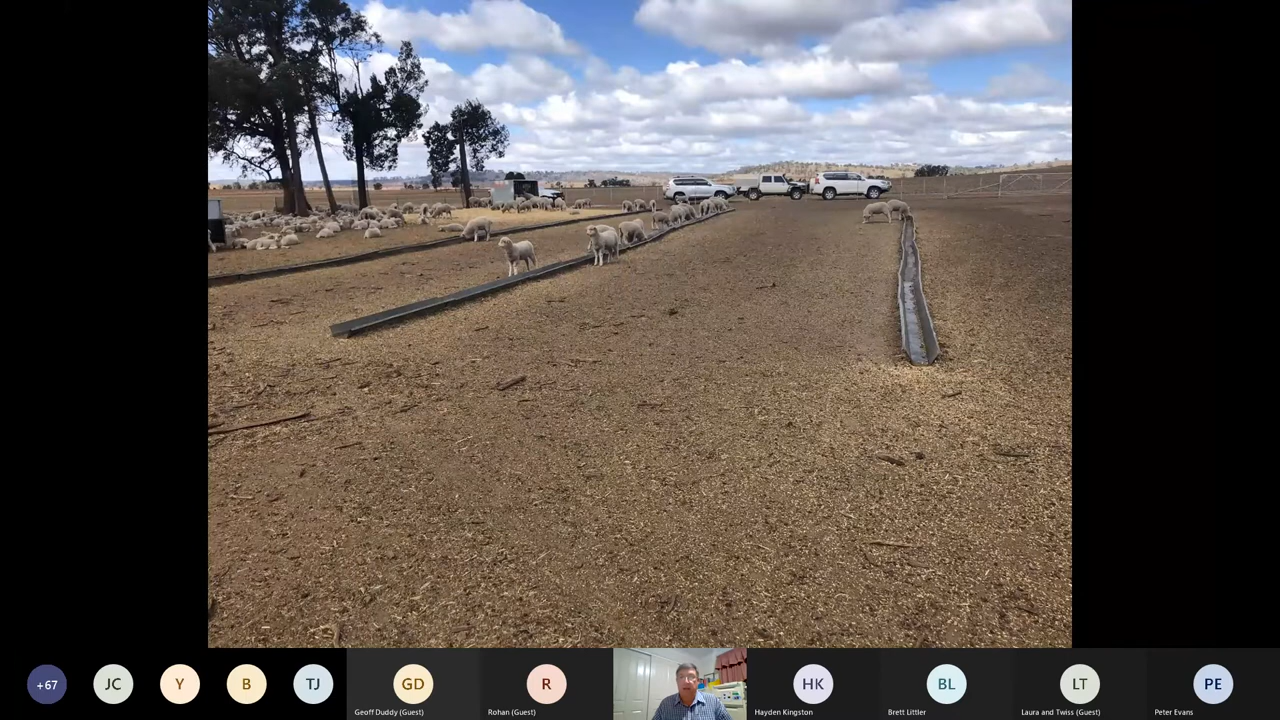 +67
JC
Y
B
TJ
GD
Geoff Duddy (Guest)
R
Rohan (Guest)
HK
Hayden Kingston
BL
Brett Littler
LT
Laura and Twiss (Guest)
PE
Peter Evans